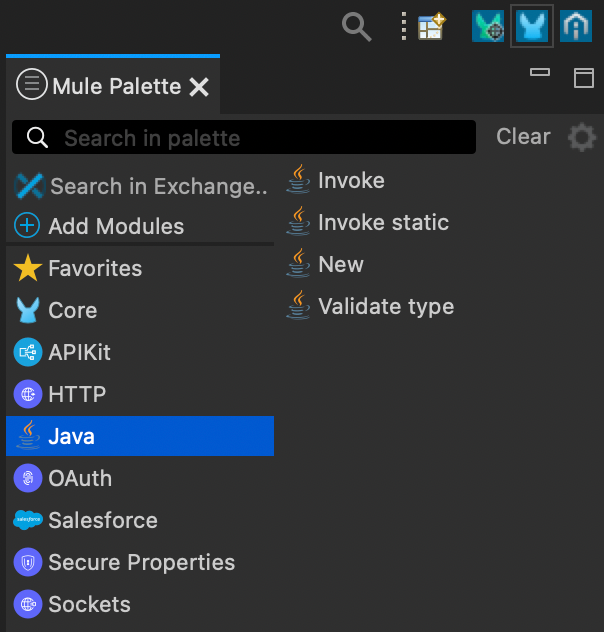 Mule Palette
Search in palette
Clear
Search in Exchange..
Add Modules
Favorites
Core
APIKit
HTTP
Java
OAuth
salesforce
Salesforce
Secure Properties
Sockets
Invoke
Invoke static
New
Validate type